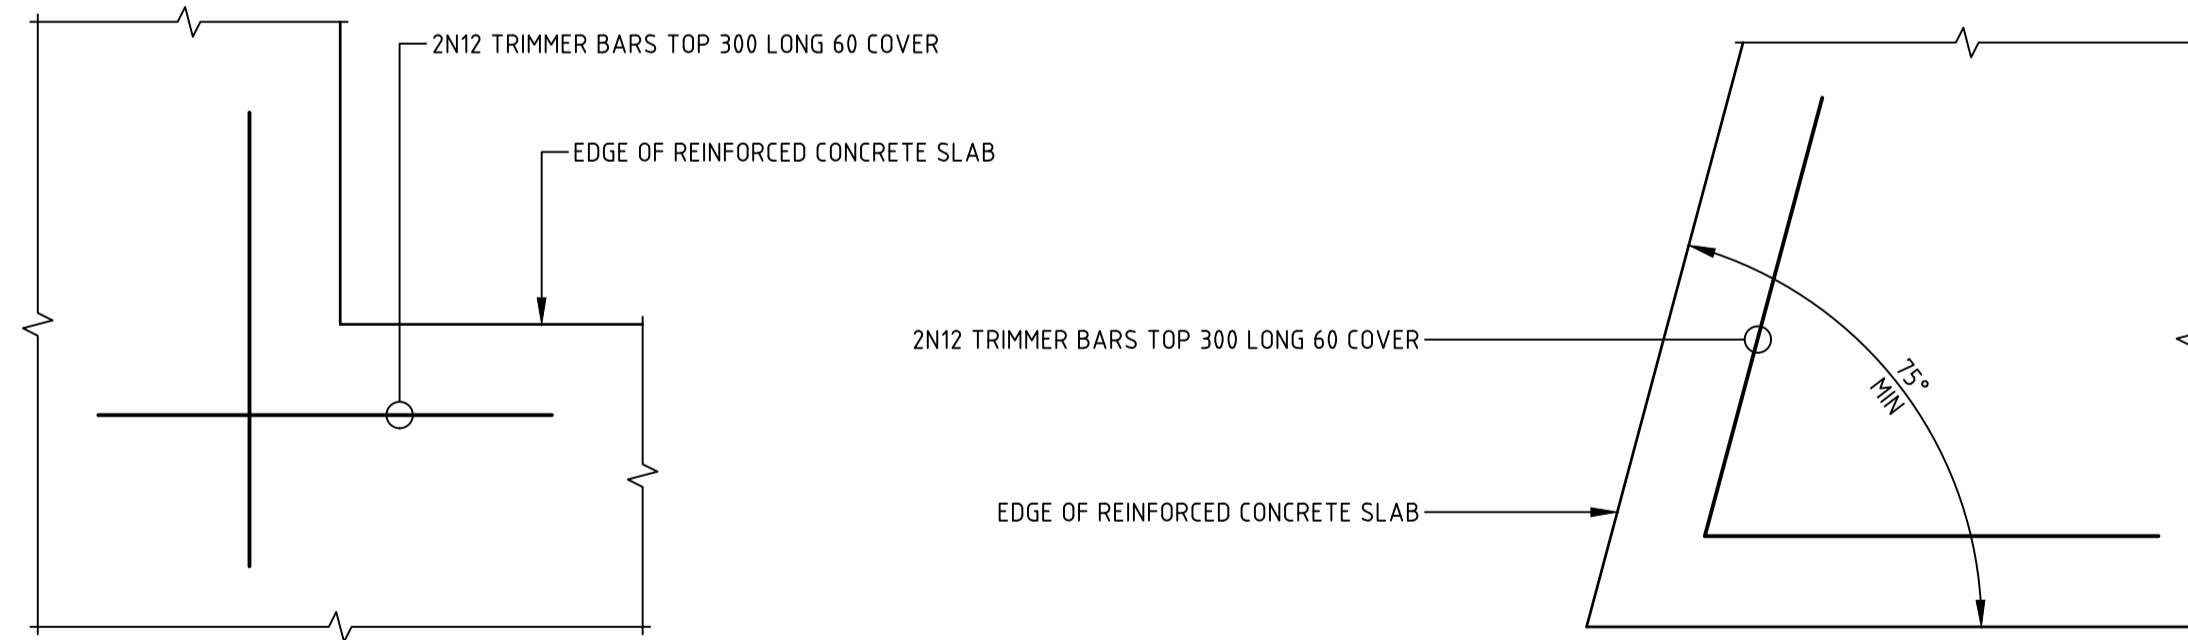 2N12 TRIMMER BARS TOP 300 LONG 60 COVER
EDGE OF REINFORCED CONCRETE SLAB
2N12 TRIMMER BARS TOP 300 LONG 60 COVER
75°
MIN
EDGE OF REINFORCED CONCRETE SLAB